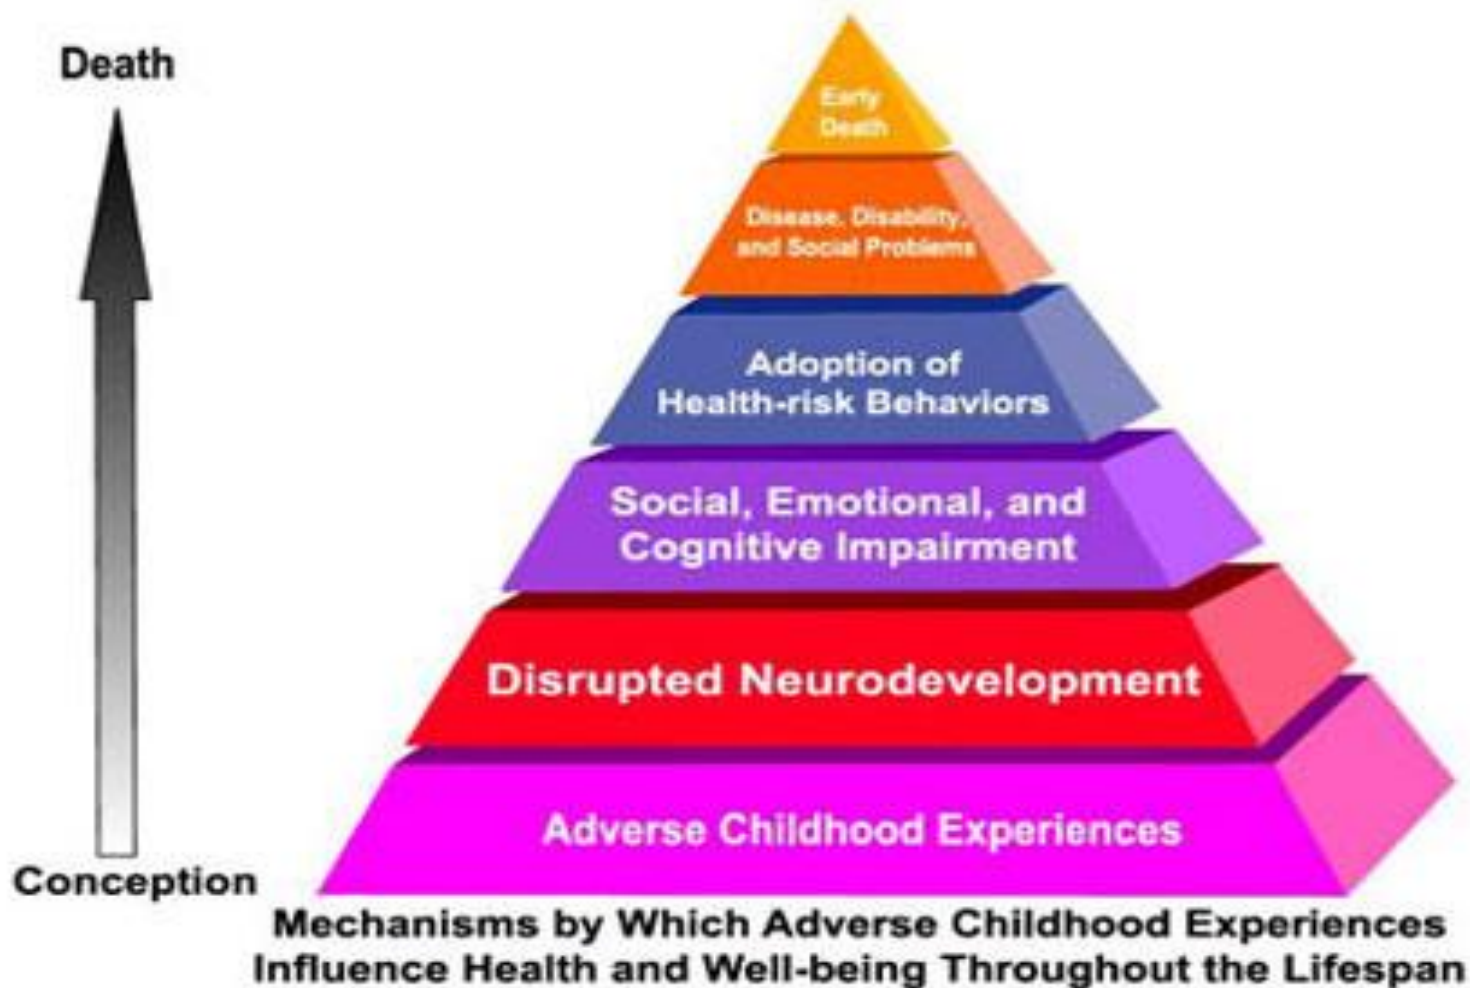 Death
Early
Death
Disease, Disability,
and Social Problems
Adoption of
Health-risk Behaviors
Social, Emotional, and
Cognitive Impairment
Disrupted Neurodevelopment
Adverse Childhood Experiences
Conception
Mechanisms by Which Adverse Childhood Experiences
Influence Health and Well-being Throughout the Lifespan